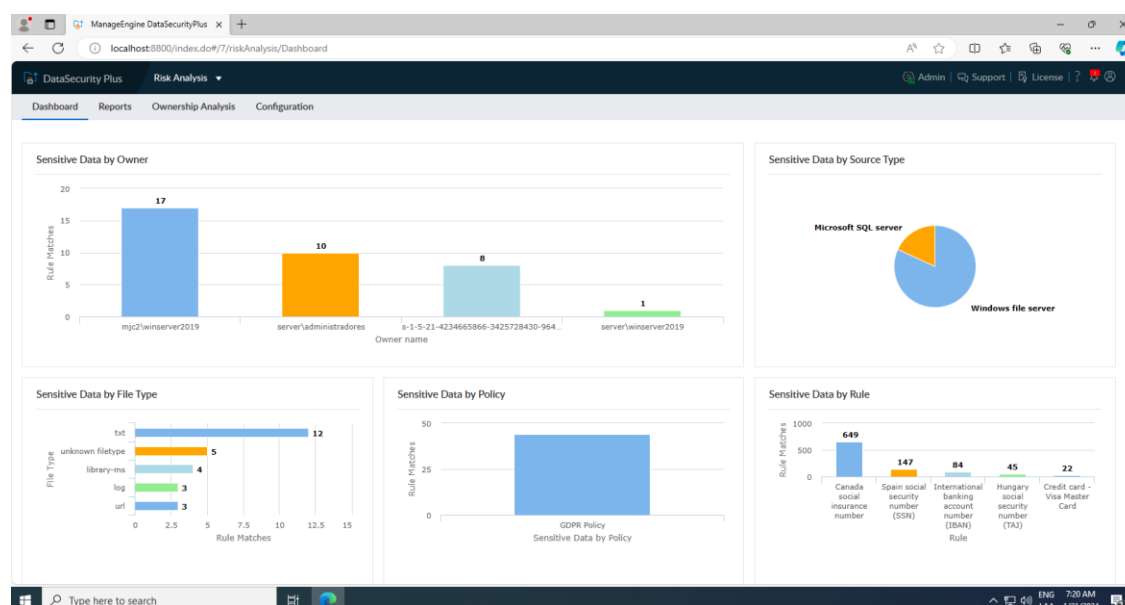 ManageEngine DataSecurityPlus
localhost:8800/index.do#/7/riskAnalysis/Dashboard
DataSecurity Plus
Risk Analysis
Admin | Support | License | ?
Dashboard Reports Ownership Analysis Configuration
Sensitive Data by Owner
20
15
10
5
0
Rule Matches
17
10
8
1
mjc2\winserver2019
server\administradores
s-1-5-21-4234665866-3425728430-964...
server\winserver2019
Owner name
Sensitive Data by Source Type
Microsoft SQL server
Windows file server
Sensitive Data by File Type
File Type
txt 12
unknown filetype 5
library-ms 4
log 3
url 3
0 2.5 5 7.5 10 12.5 15
Rule Matches
Sensitive Data by Policy
50
25
0
Rule Matches
GDPR Policy
Sensitive Data by Policy
Sensitive Data by Rule
1000
500
0
Rule Matches
649
147
84
45
22
Canada
social
insurance
number
Spain social
security
number
(SSN)
International
banking
account
number
(IBAN)
Hungary
social
security
number
(TAJ)
Credit card -
Visa Master
Card
Rule
Type here to search
ENG 7:20 AM